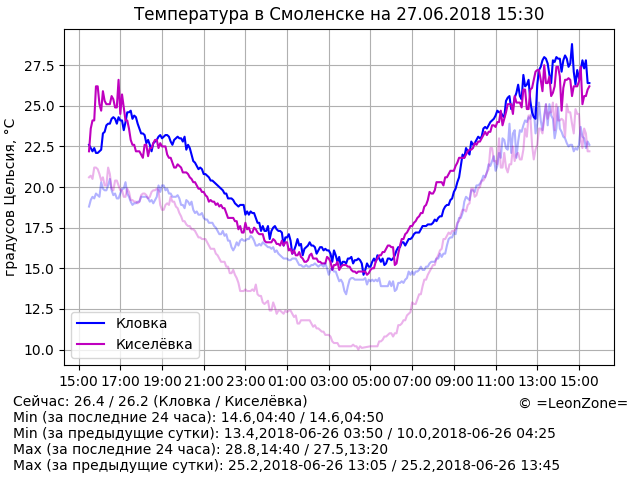 Температура в Смоленске на 27.06.2018 15:30
градусов Цельсия, °C
27.5
25.0
22.5
20.0
17.5
15.0
12.5
10.0
Кловка
Киселёвка
15:00 17:00 19:00 21:00 23:00 01:00 03:00 05:00 07:00 09:00 11:00 13:00 15:00
Сейчас: 26.4 / 26.2 (Кловка / Киселёвка)
© =LeonZone=
Min (за последние 24 часа): 14.6,04:40 / 14.6,04:50
Min (за предыдущие сутки): 13.4,2018-06-26 03:50 / 10.0,2018-06-26 04:25
Max (за последние 24 часа): 28.8,14:40 / 27.5,13:20
Max (за предыдущие сутки): 25.2,2018-06-26 13:05 / 25.2,2018-06-26 13:45